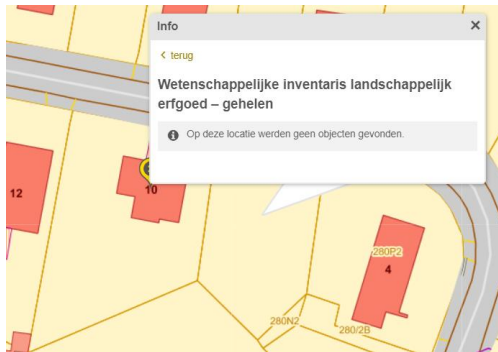 Info
< terug
Wetenschappelijke inventaris landschappelijk
erfgoed – gehelen
Op deze locatie werden geen objecten gevonden.
12
10
280P2
4
280N2
280/2B